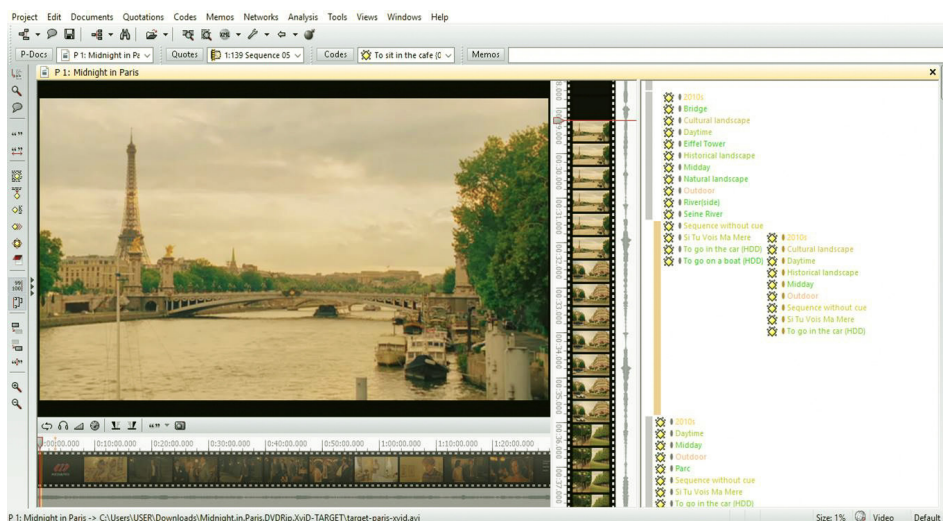 Project Edit Documents Quotations Codes Memos Networks Analysis Tools Views Windows Help
P-Docs P 1: Midnight in Pa Quotes 1:139 Sequence 05 Codes To sit in the cafe {0 Memos
P 1: Midnight in Paris
2010s
Bridge
Cultural landscape
Daytime
Eiffel Tower
Historical landscape
Midday
Natural landscape
Outdoor
River(side)
Seine River
Sequence without cue
Si Tu Vois Ma Mere
To go in the car (HDD)
To go on a boat (HDD)
2010s
Cultural landscape
Daytime
Historical landscape
Midday
Outdoor
Sequence without cue
Si Tu Vois Ma Mere
To go in the car (HDD)
2010s
Daytime
Midday
Outdoor
Parc
Sequence without cue
Si Tu Vois Ma Mere
To go in the car (HDD)
0:00:00.000 0:10:00.000 0:20:00.000 0:30:00.000 0:40:00.000 0:50:00.000 1:00:00.000 1:10:00.000 1:20:00.000
P 1: Midnight in Paris -> C:\Users\USER\Downloads\Midnight.in.Paris.DVDRip.XviD-TARGET\target-paris-xvid.avi Size: 1% Video Default